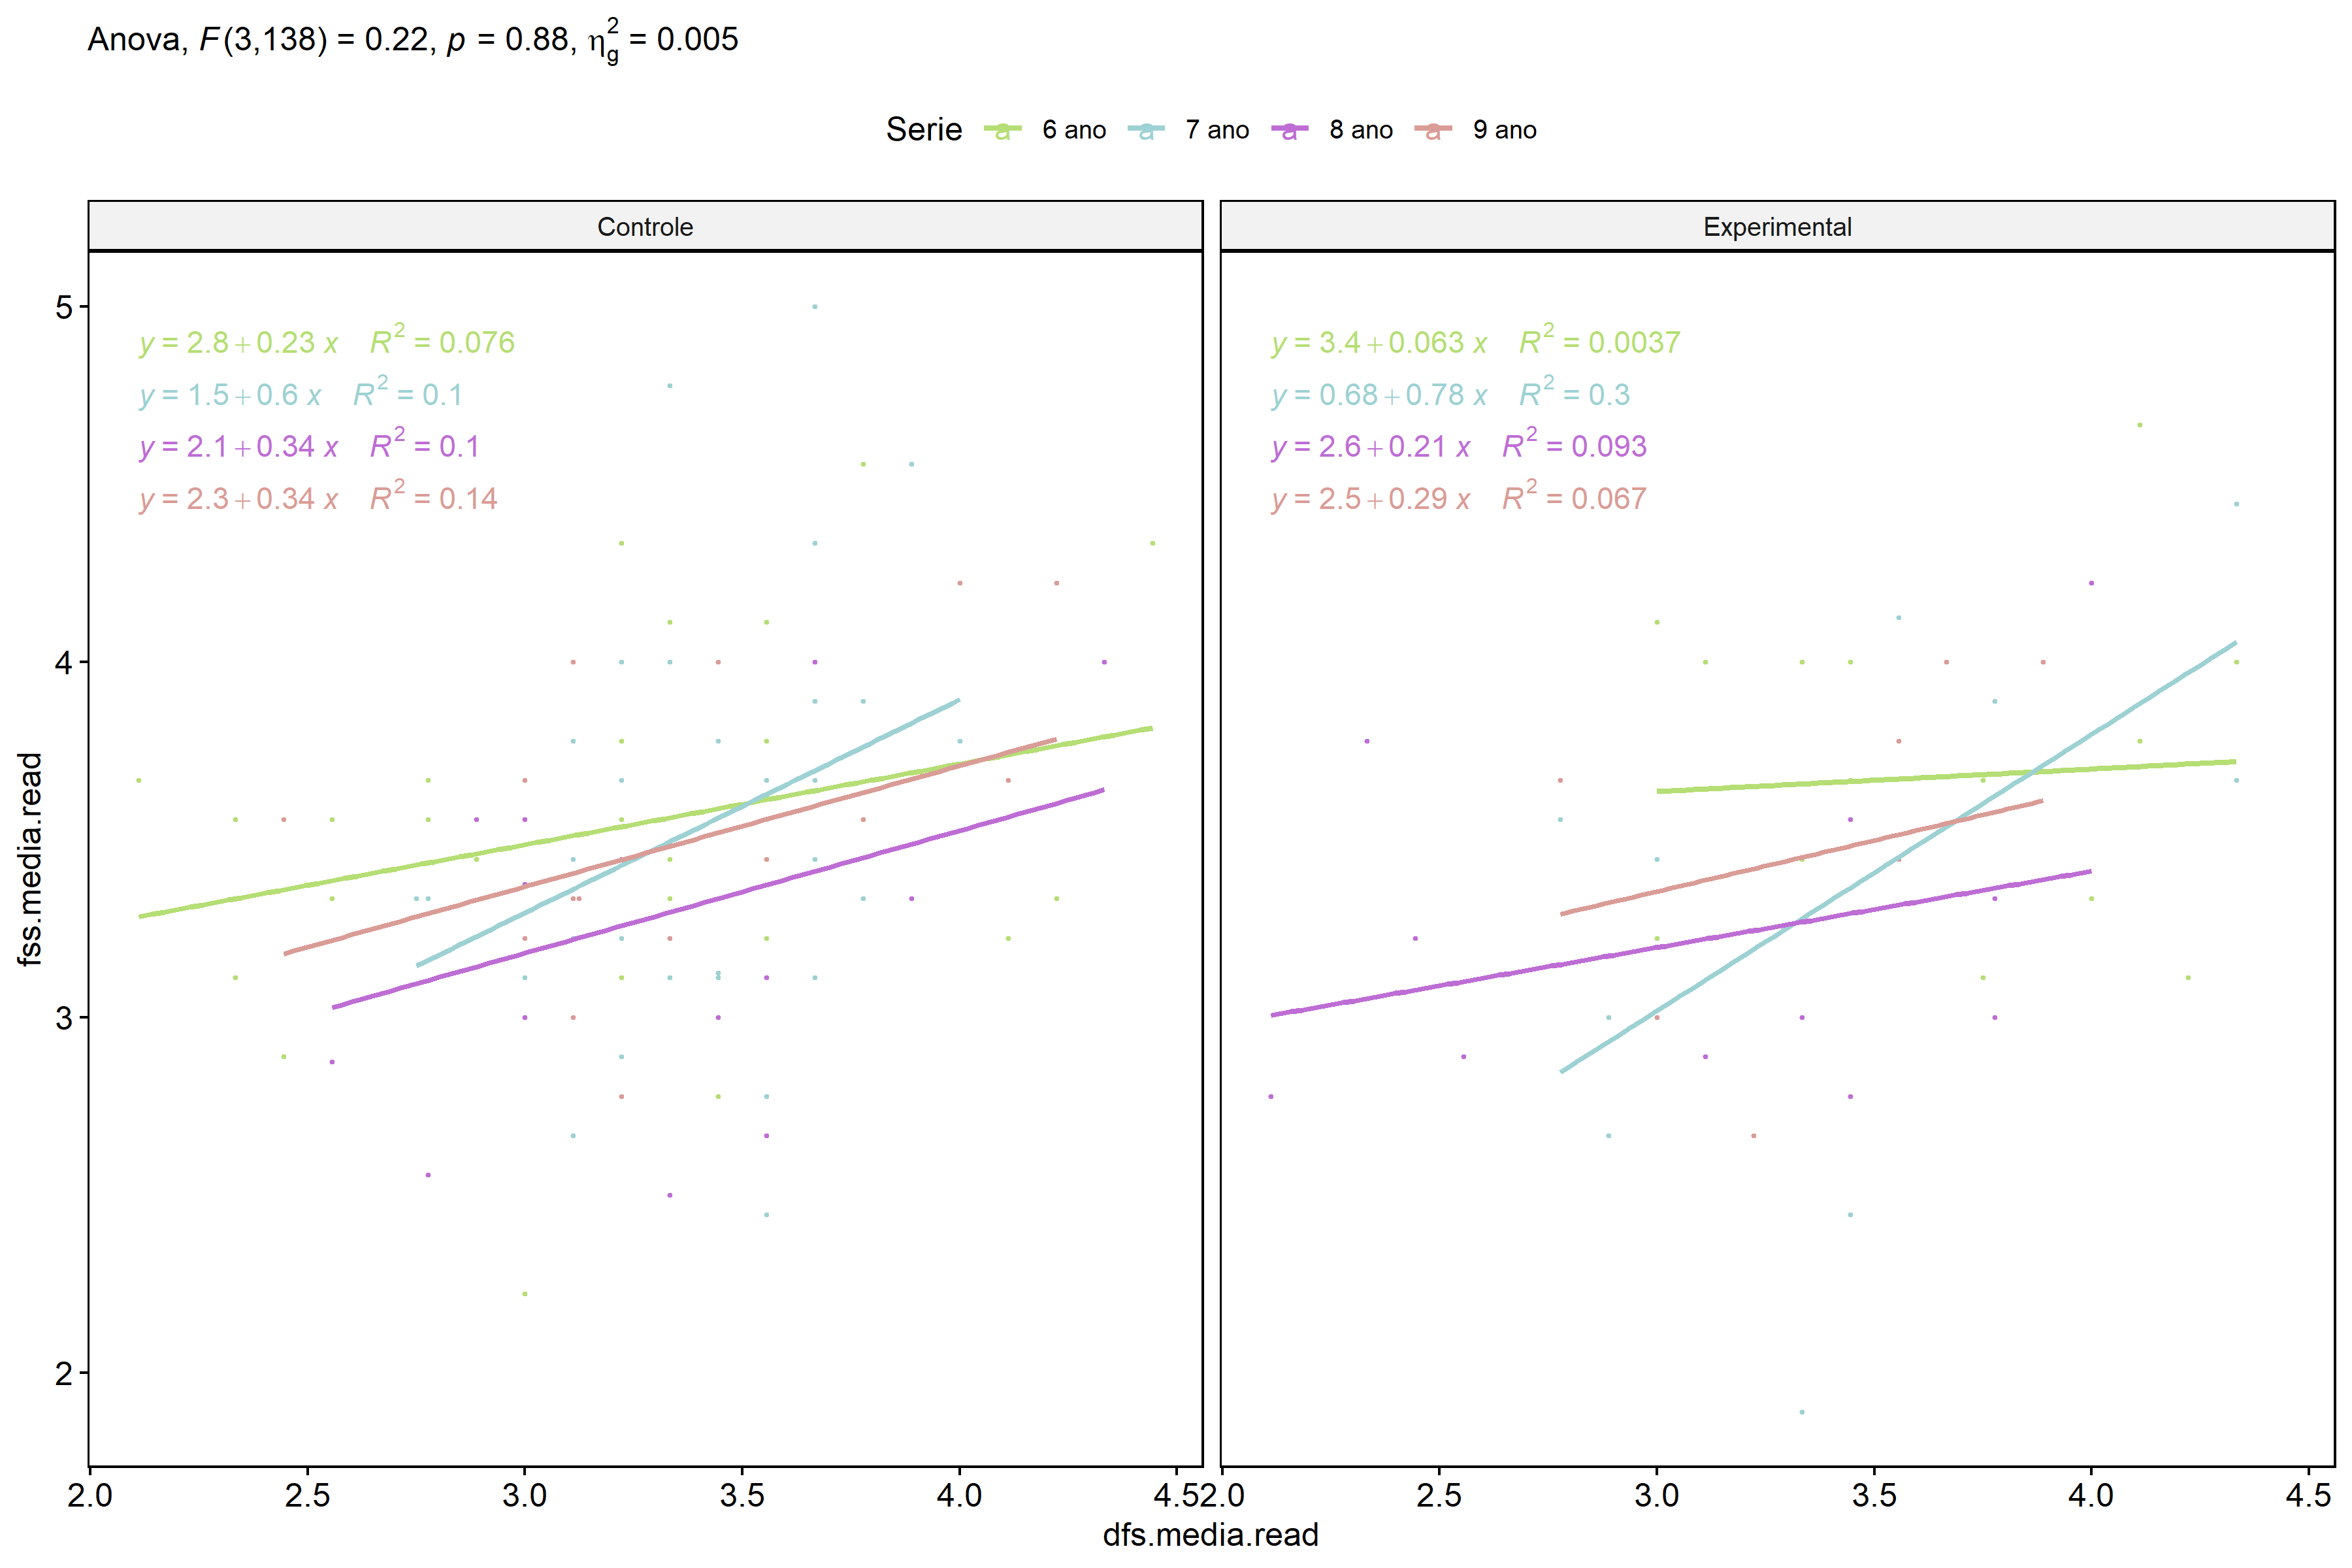 Anova, F(3,138) = 0.22, p = 0.88, η²g = 0.005
Serie a 6 ano a 7 ano a 8 ano a 9 ano
Controle
Experimental
y = 2.8 + 0.23 x R² = 0.076
y = 1.5 + 0.6 x R² = 0.1
y = 2.1 + 0.34 x R² = 0.1
y = 2.3 + 0.34 x R² = 0.14
y = 3.4 + 0.063 x R² = 0.0037
y = 0.68 + 0.78 x R² = 0.3
y = 2.6 + 0.21 x R² = 0.093
y = 2.5 + 0.29 x R² = 0.067
5
4
3
2
fss.media.read
2.0 2.5 3.0 3.5 4.0 4.5
2.0 2.5 3.0 3.5 4.0 4.5
dfs.media.read